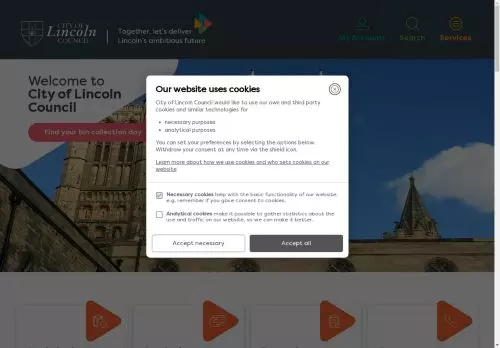 CITY OF
Lincoln
COUNCIL
Together, let's deliver
Lincoln's ambitious future
My Account
Search
Services
Welcome to
City of Lincoln
Council
Find your bin collection day
Our website uses cookies
City of Lincoln Council would like to use our own and third party
cookies and similar technologies for
necessary purposes
analytical purposes
You can set your preferences by selecting the options below.
Withdraw your consent at any time via the shield icon.
Learn more about how we use cookies and who sets cookies on our
website
Necessary cookies help with the basic functionality of our website,
e.g. remember if you gave consent to cookies.
Analytical cookies make it possible to gather statistics about the
use and traffic on our website, so we can make it better.
Accept necessary
Accept all